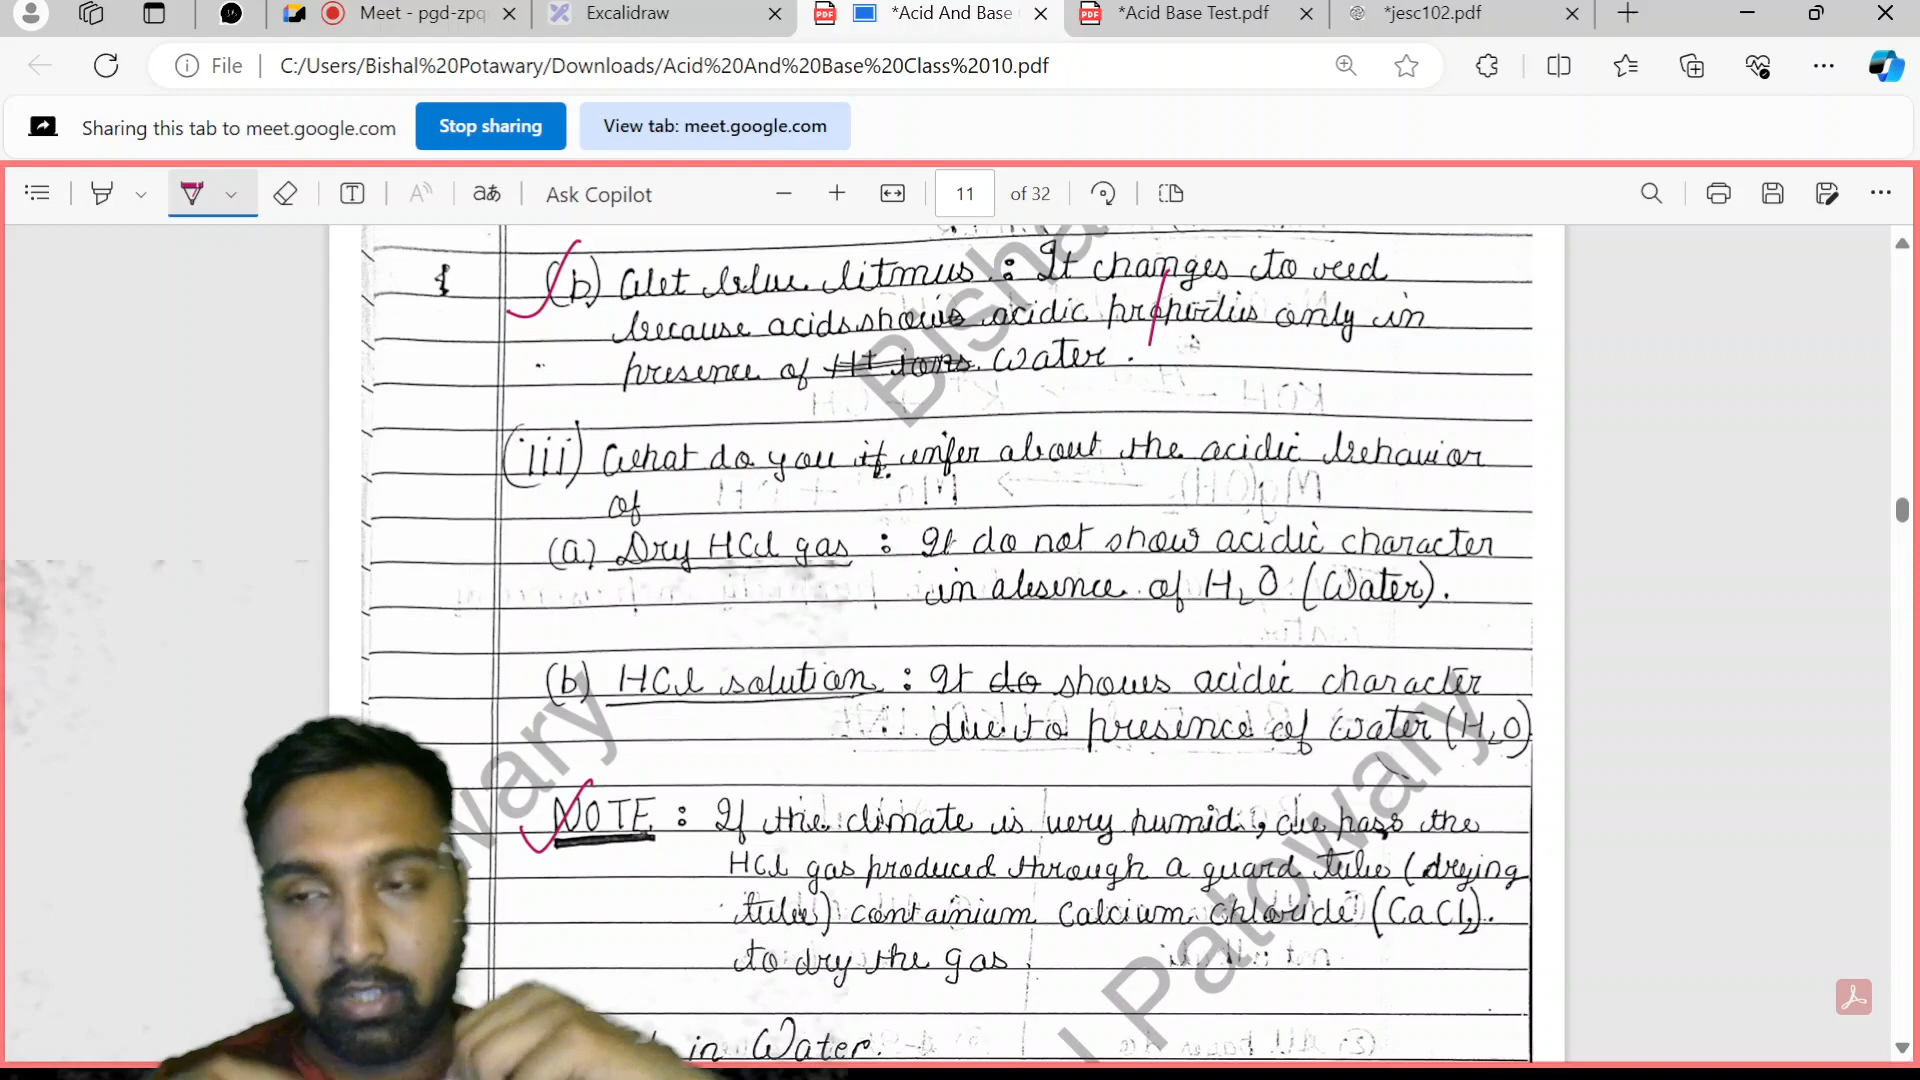 Meet - pgd-zpq
Excalidraw
*Acid And Base
*Acid Base Test.pdf
*jesc102.pdf
File
C:/Users/Bishal%20Potawary/Downloads/Acid%20And%20Base%20Class%2010.pdf
Sharing this tab to meet.google.com
Stop sharing
View tab: meet.google.com
Ask Copilot
11 of 32
(b) Wet blue litmus : It changes to red
because acids shows acidic properties only in
presence of H+ ions. Water.
(iii) What do you if infer about the acidic behavior
of
(a) Dry HCl gas : It do not show acidic character
in absence of H2O (Water).
(b) HCl solution : It do shows acidic character
due to presence of water (H2O)
NOTE : If the climate is very humid, we pass the
HCl gas produced through a guard tube (drying
tube) containium Calcium chloride (CaCl2).
to dry the gas.
in Water.
Bisha
wary
l Patowary